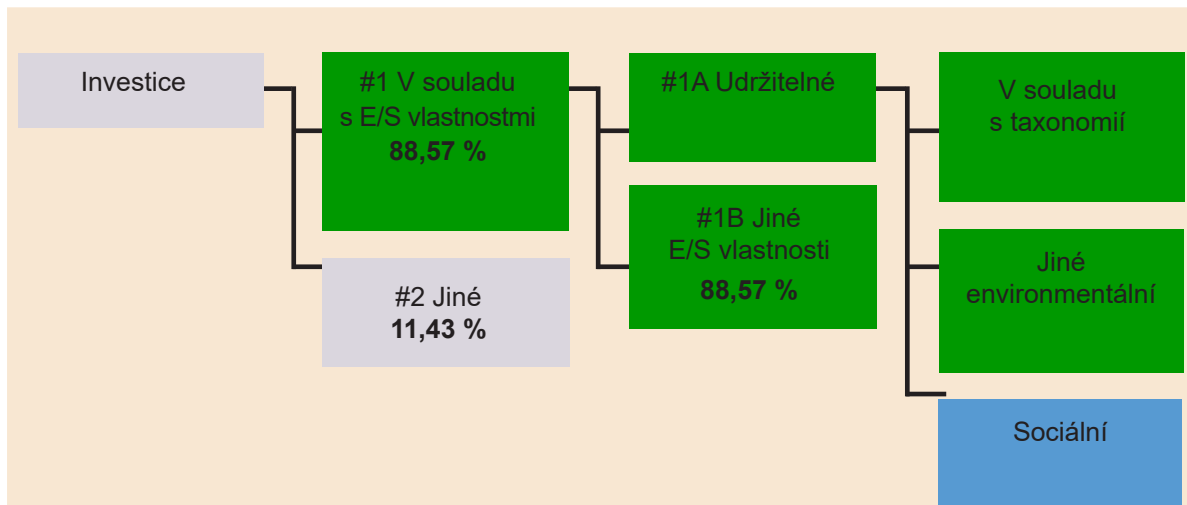 Investice
#1 V souladu
s E/S vlastnostmi
88,57 %
#2 Jiné
11,43 %
#1A Udržitelné
#1B Jiné
E/S vlastnosti
88,57 %
V souladu
s taxonomií
Jiné
environmentální
Sociální